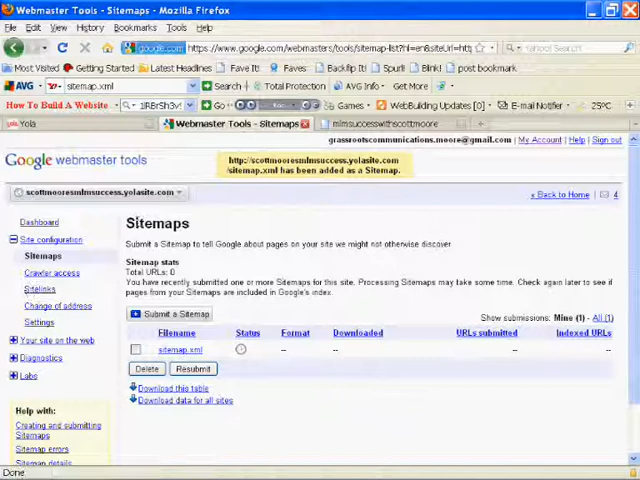 Webmaster Tools - Sitemaps - Mozilla Firefox
File Edit View History Bookmarks Tools Help
google.com https://www.google.com/webmasters/tools/sitemap-list?hl=en&siteUrl=htt
Most Visited Getting Started Latest Headlines Fave It! Faves Backflip It! Spurl! Blink! post bookmark
AVG sitemap.xml Search Total Protection AVG Info Get More
How To Build A Website Go Games WebBuilding Updates [0] E-mail Notifier 25°C
Yola Webmaster Tools - Sitemaps mlmsuccesswithscottmoore
grassrootscommunications.moore@gmail.com | My Account | Help | Sign out
Google webmaster tools
http://scottmooresmlmsuccess.yolasite.com
/sitemap.xml has been added as a Sitemap.
scottmooresmlmsuccess.yolasite.com
« Back to Home 4
Dashboard
Site configuration
Sitemaps
Crawler access
Sitelinks
Change of address
Settings
Your site on the web
Diagnostics
Labs
Help with:
Creating and submitting
Sitemaps
Sitemap errors
Sitemap details
Sitemaps
Submit a Sitemap to tell Google about pages on your site we might not otherwise discover
Sitemap stats
Total URLs: 0
You have recently submitted one or more Sitemaps for this site. Processing Sitemaps may take some time. Check again later to see if
pages from your Sitemaps are included in Google's index.
Submit a Sitemap
Show submissions: Mine (1) - All (1)
Filename Status Format Downloaded URLs submitted Indexed URLs
sitemap.xml -- -- -- --
Delete Resubmit
Download this table
Download data for all sites
Done